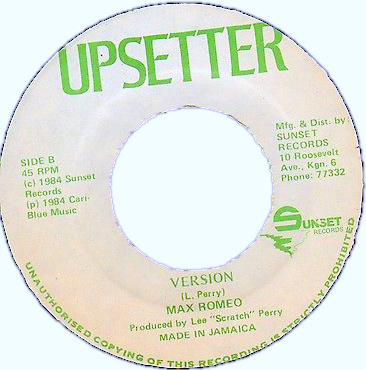 UPSETTER
SIDE B
45 RPM
(c) 1984 Sunset
Records
(p) 1984 Cari-
Blue Music
Mfg. & Dist. by:
SUNSET
RECORDS
10 Roosevelt
Ave., Kgn. 6
Phone: 77332
SUNSET
RECORDS
VERSION
(L. Perry)
MAX ROMEO
Produced by Lee "Scratch" Perry
MADE IN JAMAICA
UNAUTHORISED COPYING OF THIS RECORDING IS STRICTLY PROHIBITED